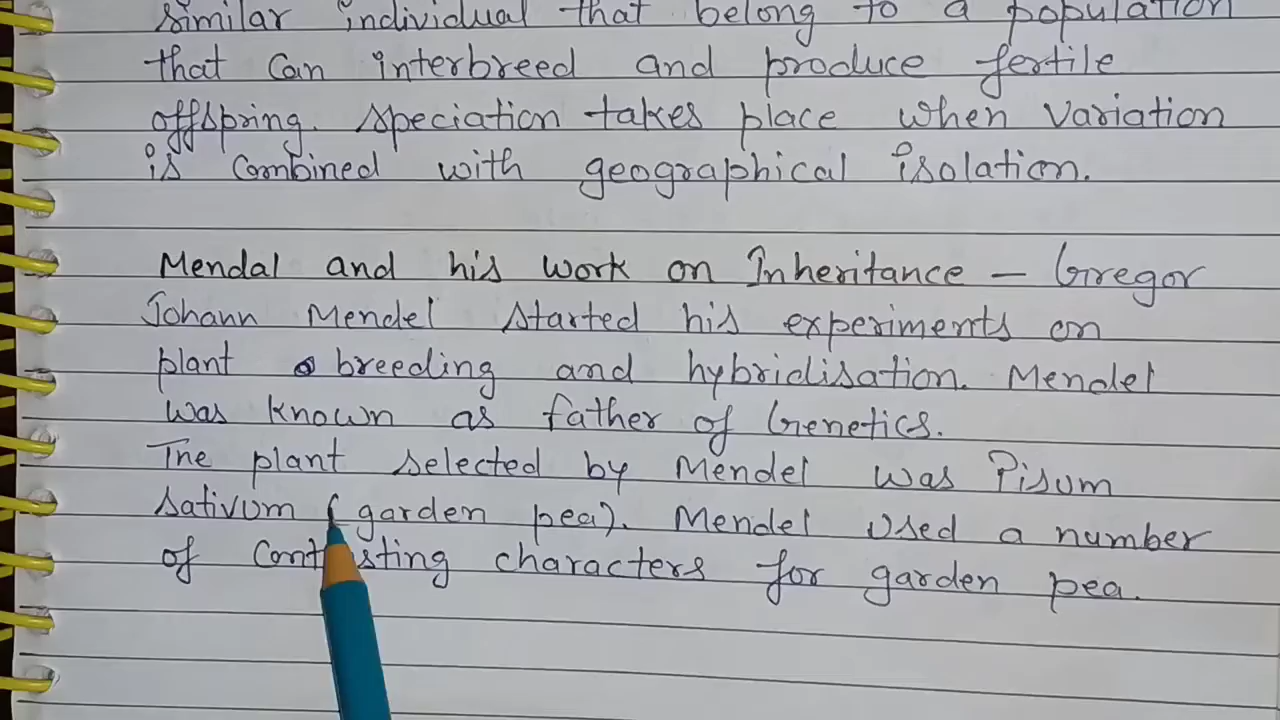 similar individual that belong to a population
that can interbreed and produce fertile
offspring. speciation takes place when variation
is combined with geographical isolation.
Mendal and his work on Inheritance – Gregor
Johann Mendel started his experiments on
plant breeding and hybridisation. Mendel
was known as father of Genetics.
The plant selected by Mendel was Pisum
sativum (garden pea). Mendel used a number
of contrasting characters for garden pea.